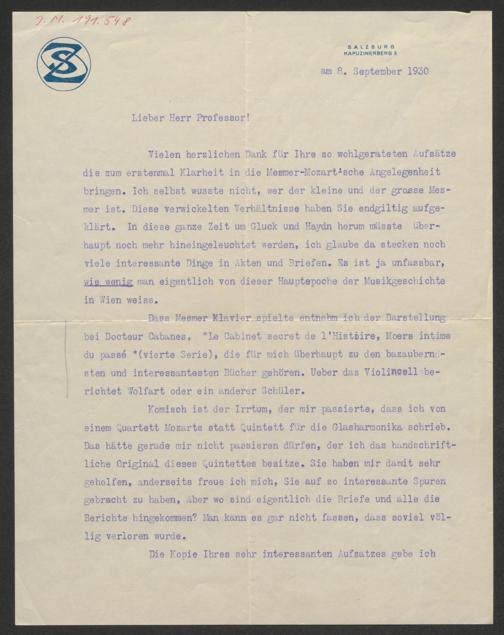 J.N. 191.548
SZ
SALZBURG
KAPUZINERBERG 5
am 8. September 1930
Lieber Herr Professor!
Vielen herzlichen Dank für Ihre so wohlgerateten Aufsätze
die zum erstenmal Klarheit in die Mesmer-Mozart'sche Angelegenheit
bringen. Ich selbst wusste nicht, wer der kleine und der grosse Mes-
mer ist. Diese verwickelten Verhältnisse haben Sie endgiltig aufge-
klärt. In diese ganze Zeit um Gluck und Haydn herum müsste über-
haupt noch mehr hineingeleuchtet werden, ich glaube da stecken noch
viele interessante Dinge in Akten und Briefen. Es ist ja unfassbar,
wie wenig man eigentlich von dieser Hauptepoche der Musikgeschichte
in Wien weiss.
Dass Mesmer Klavier spielte entnehm ich der Darstellung
bei Docteur Cabanes, "Le Cabinet secret de l'Histoire, Moers intime
du passé "(vierte Serie), die für mich überhaupt zu den bezaubernd-
sten und interessantesten Bücher gehören. Ueber das Violincell be-
richtet Wolfart oder ein anderer Schüler.
Komisch ist der Irrtum, der mir passierte, dass ich von
einem Quartett Mozarts statt Quintett für die Glasharmonika schrieb.
Das hätte gerade mir nicht passieren dürfen, der ich das handschrift-
liche Original dieses Quintettes besitze. Sie haben mir damit sehr
geholfen, anderseits freue ich mich, Sie auf so interessante Spuren
gebracht zu haben. Aber wo sind eigentlich die Briefe und alle die
Berichte hingekommen? Man kann es gar nicht fassen, dass soviel völ-
lig verloren wurde.
Die Kopie Ihres sehr interessanten Aufsatzes gebe ich